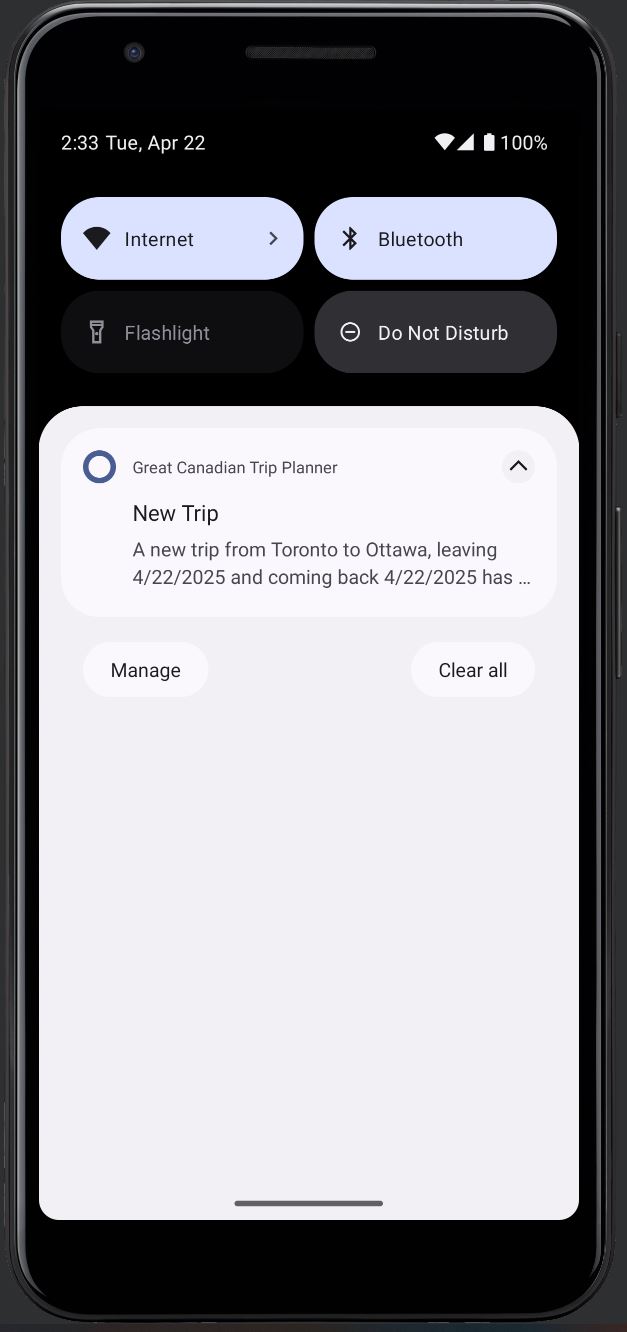 2:33 Tue, Apr 22 100%
Internet Bluetooth
Flashlight Do Not Disturb
Great Canadian Trip Planner
New Trip
A new trip from Toronto to Ottawa, leaving
4/22/2025 and coming back 4/22/2025 has ...
Manage Clear all